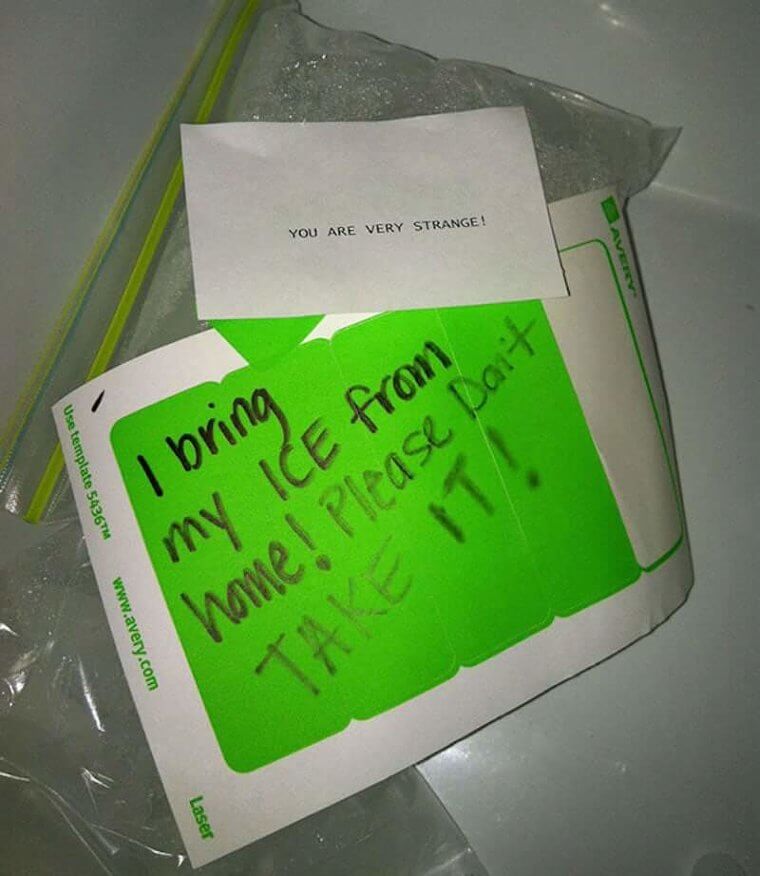 YOU ARE VERY STRANGE!
AVERY
I bring
my ICE from
home! Please Don't
TAKE IT!
Use template 5436TM
www.avery.com
Laser